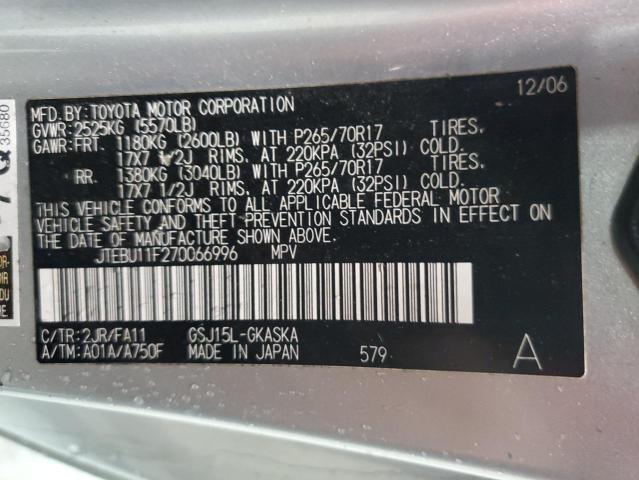 12/06
MFD.BY:TOYOTA MOTOR CORPORATION
GVWR:2525KG (5570LB)
GAWR:FRT. 1180KG (2600LB) WITH P265/70R17 TIRES.
17X7 1/2J RIMS. AT 220KPA (32PSI) COLD.
RR. 1380KG (3040LB) WITH P265/70R17 TIRES.
17X7 1/2J RIMS. AT 220KPA (32PSI) COLD.
THIS VEHICLE CONFORMS TO ALL APPLICABLE FEDERAL MOTOR
VEHICLE SAFETY AND THEFT PREVENTION STANDARDS IN EFFECT ON
THE DATE OF MANUFACTURE SHOWN ABOVE.
JTEBU11F270066996 MPV
C/TR:2JR/FA11 GSJ15L-GKASKA
A/TM:A01A/A750F MADE IN JAPAN 579 A
35680